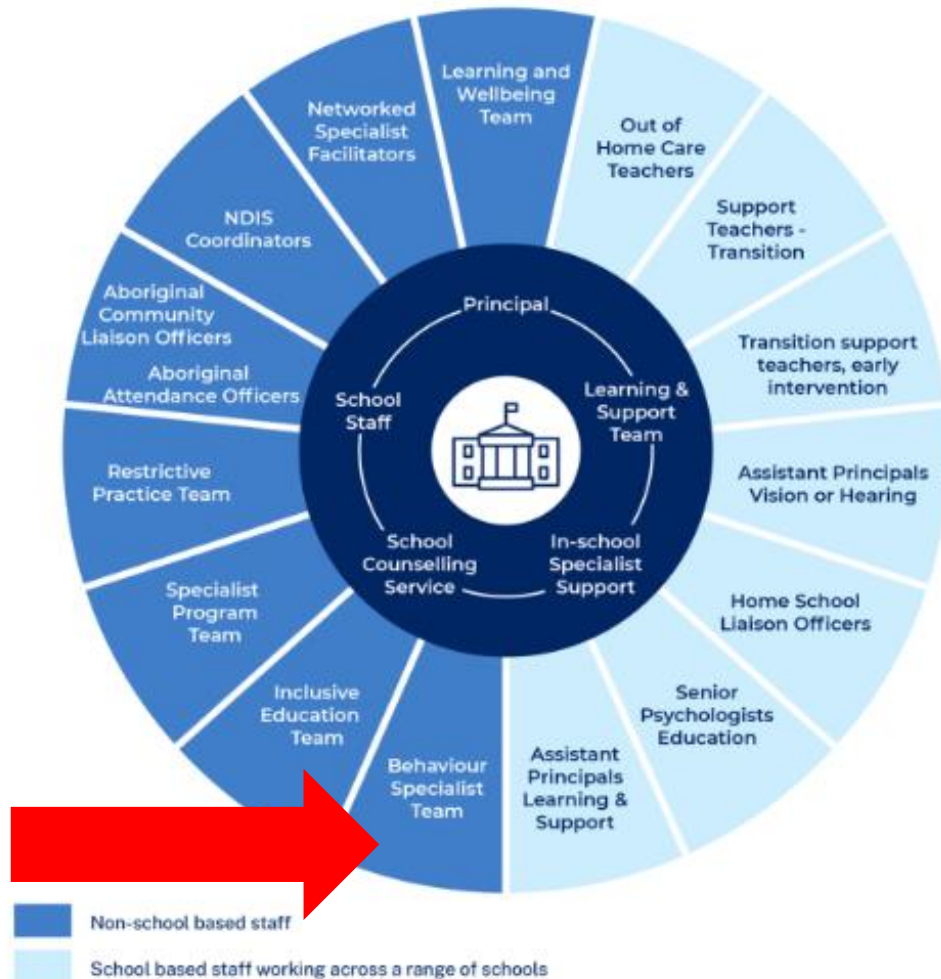 Learning and
Wellbeing
Team
Out of
Home Care
Teachers
Support
Teachers -
Transition
Transition support
teachers, early
intervention
Assistant Principals
Vision or Hearing
Home School
Liaison Officers
Senior
Psychologists
Education
Assistant
Principals
Learning &
Support
Behaviour
Specialist
Team
Inclusive
Education
Team
Specialist
Program
Team
Restrictive
Practice Team
Aboriginal
Community
Liaison Officers
Aboriginal
Attendance Officers
NDIS
Coordinators
Networked
Specialist
Facilitators
Principal
Learning &
Support
Team
In-school
Specialist
Support
School
Counselling
Service
School
Staff
Non-school based staff
School based staff working across a range of schools